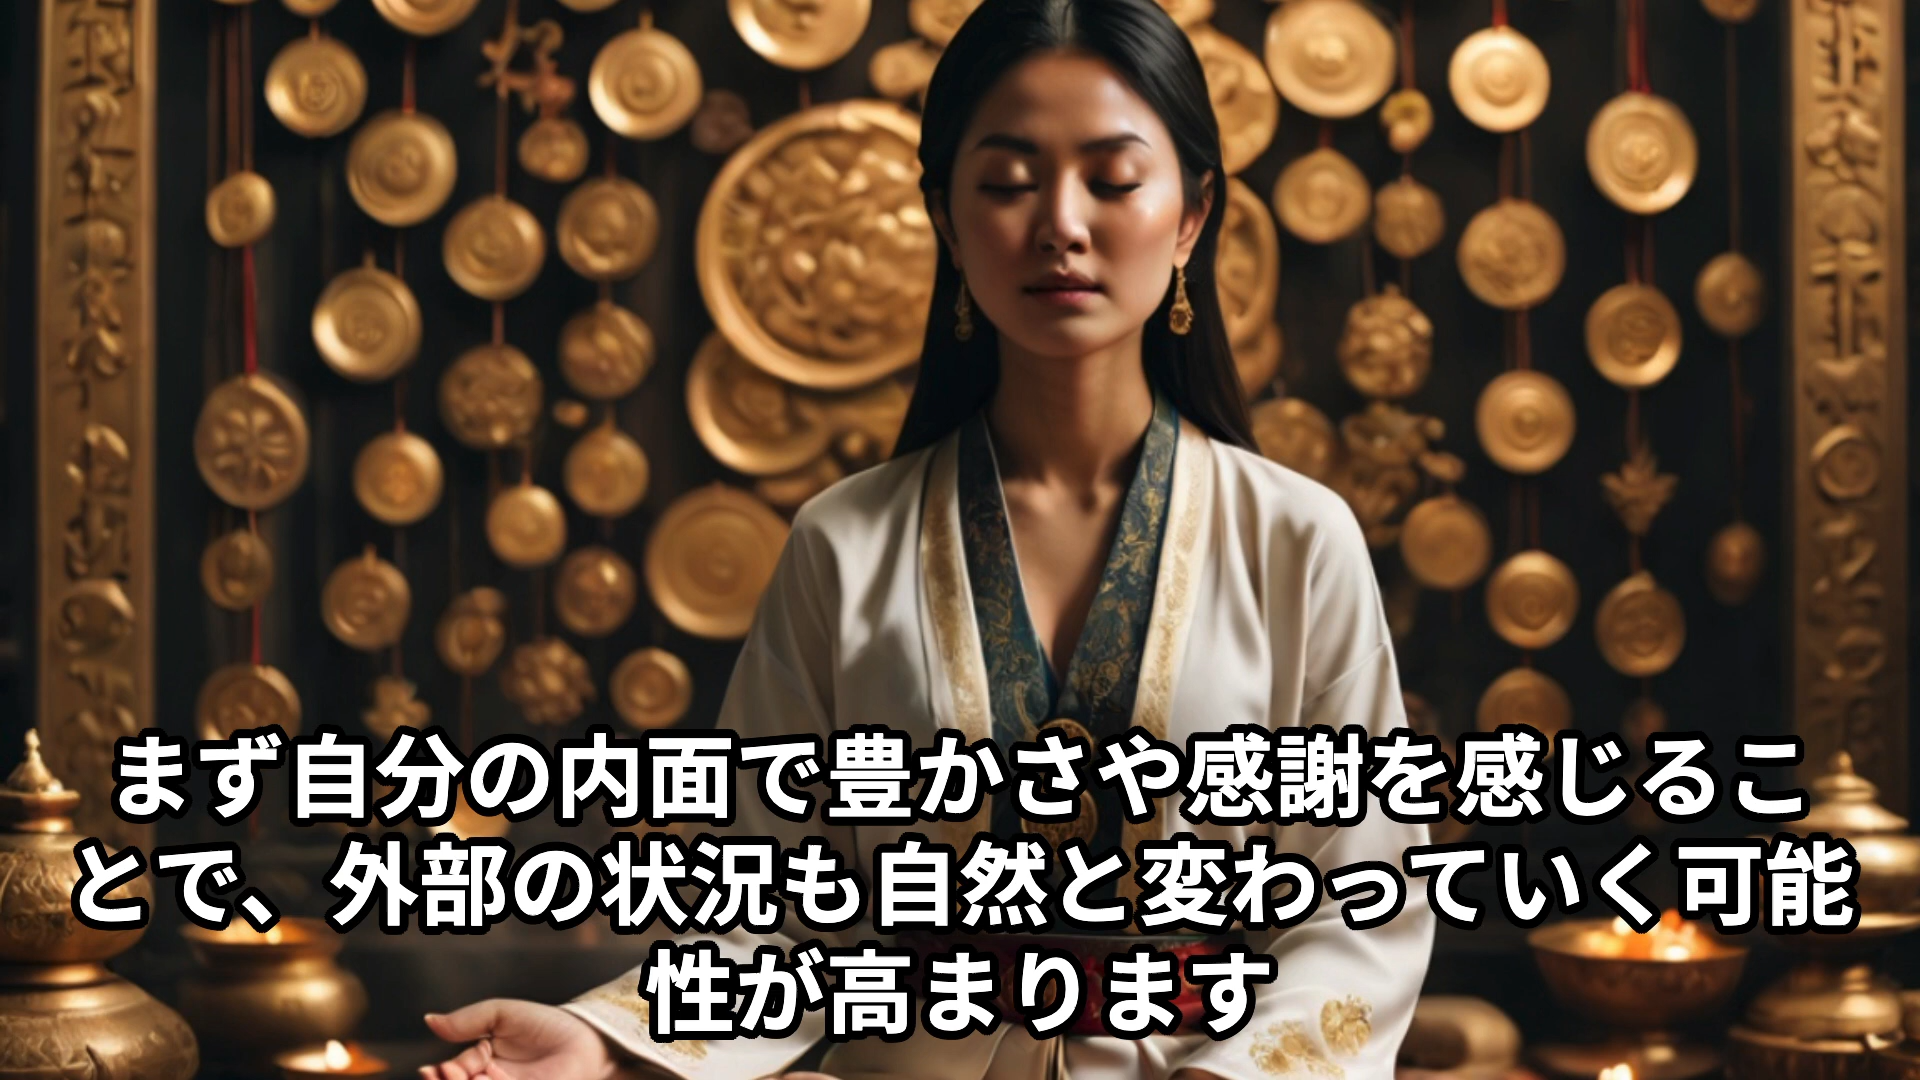 まず自分の内面で豊かさや感謝を感じるこ
とで、外部の状況も自然と変わっていく可能
性が高まります